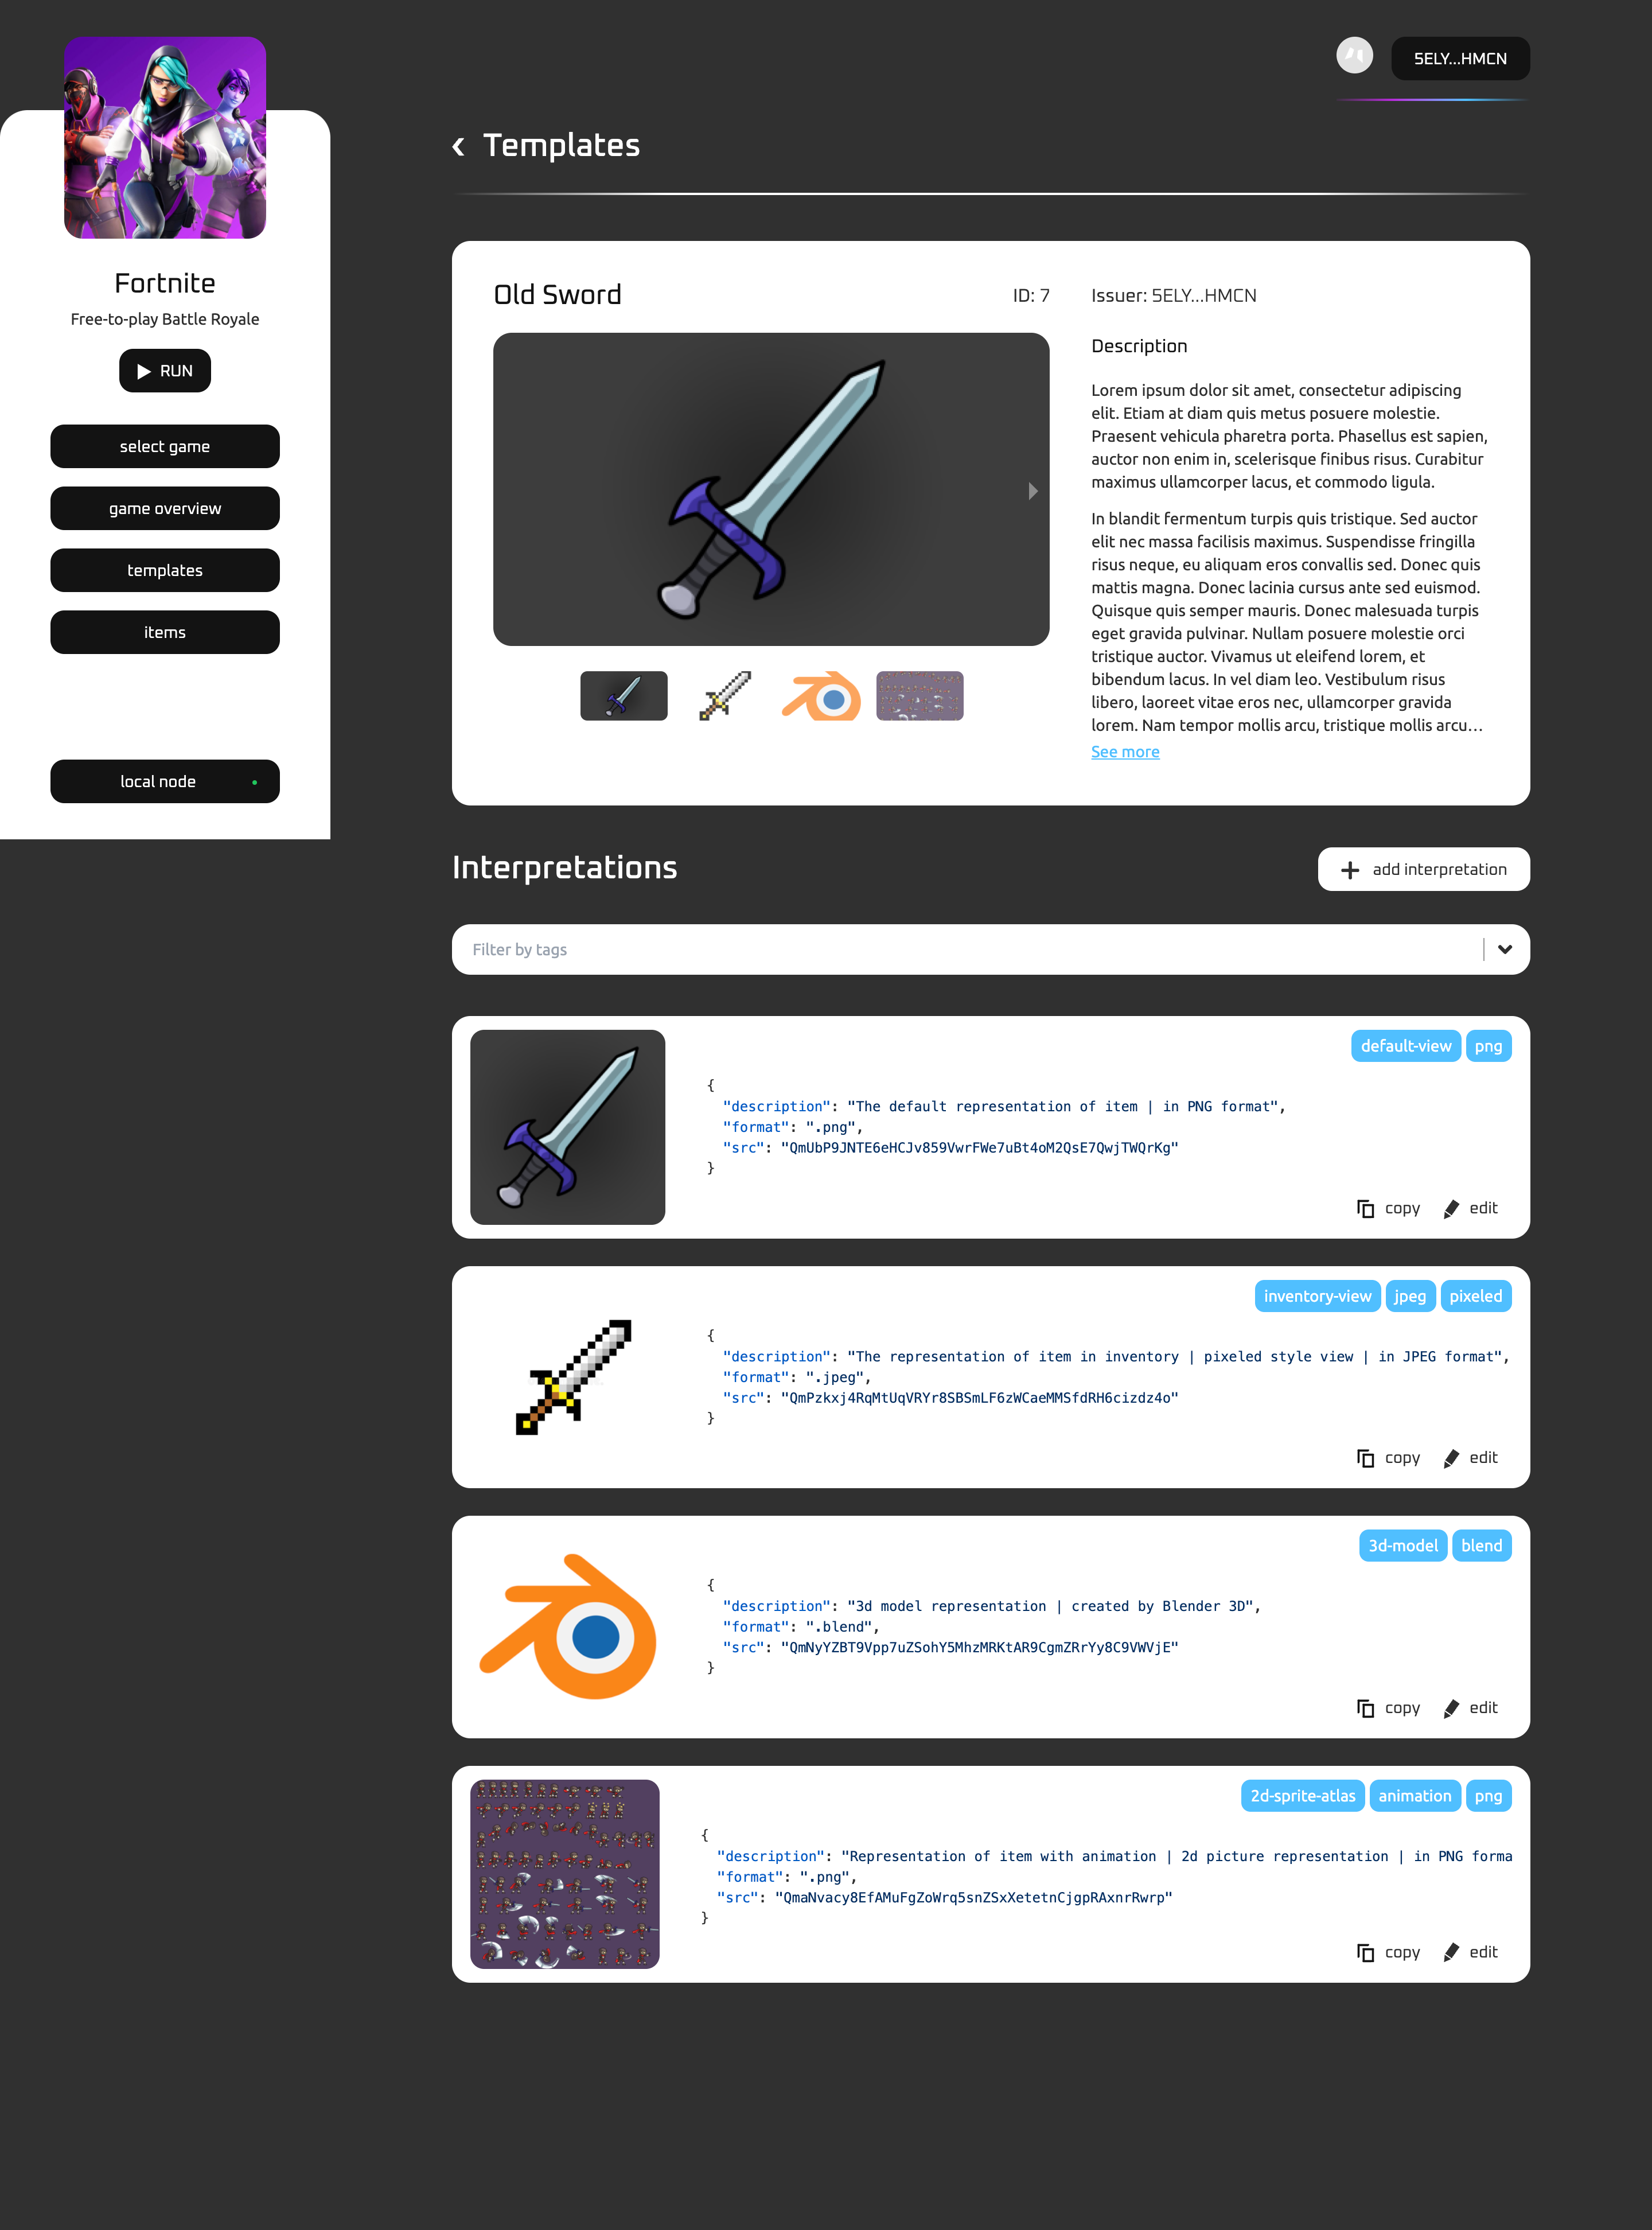 5ELY...HMCN
Fortnite
Free-to-play Battle Royale
RUN
select game
game overview
templates
items
local node
Templates
Old Sword
ID: 7
Issuer: 5ELY...HMCN
Description
Lorem ipsum dolor sit amet, consectetur adipiscing
elit. Etiam at diam quis metus posuere molestie.
Praesent vehicula pharetra porta. Phasellus est sapien,
auctor non enim in, scelerisque finibus risus. Curabitur
maximus ullamcorper lacus, et commodo ligula.
In blandit fermentum turpis quis tristique. Sed auctor
elit nec massa facilisis maximus. Suspendisse fringilla
risus neque, eu aliquam eros convallis sed. Donec quis
mattis magna. Donec lacinia cursus ante sed euismod.
Quisque quis semper mauris. Donec malesuada turpis
eget gravida pulvinar. Nullam posuere molestie orci
tristique auctor. Vivamus ut eleifend lorem, et
bibendum lacus. In vel diam leo. Vestibulum risus
libero, laoreet vitae eros nec, ullamcorper gravida
lorem. Nam tempor mollis arcu, tristique mollis arcu…
See more
Interpretations
add interpretation
Filter by tags
default-view png
{
"description": "The default representation of item | in PNG format",
"format": ".png",
"src": "QmUbP9JNTE6eHCJv859VwrFWe7uBt4oM2QsE7QwjTWQrKg"
}
copy edit
inventory-view jpeg pixeled
{
"description": "The representation of item in inventory | pixeled style view | in JPEG format",
"format": ".jpeg",
"src": "QmPzkxj4RqMtUqVRYr8SBSmLF6zWCaeMMSfdRH6cizdz4o"
}
copy edit
3d-model blend
{
"description": "3d model representation | created by Blender 3D",
"format": ".blend",
"src": "QmNyYZBT9Vpp7uZSohY5MhzMRKtAR9CgmZRrYy8C9VWVjE"
}
copy edit
2d-sprite-atlas animation png
{
"description": "Representation of item with animation | 2d picture representation | in PNG forma
"format": ".png",
"src": "QmaNvacy8EfAMuFgZoWrq5snZSxXetetnCjgpRAxnrRwrp"
}
copy edit